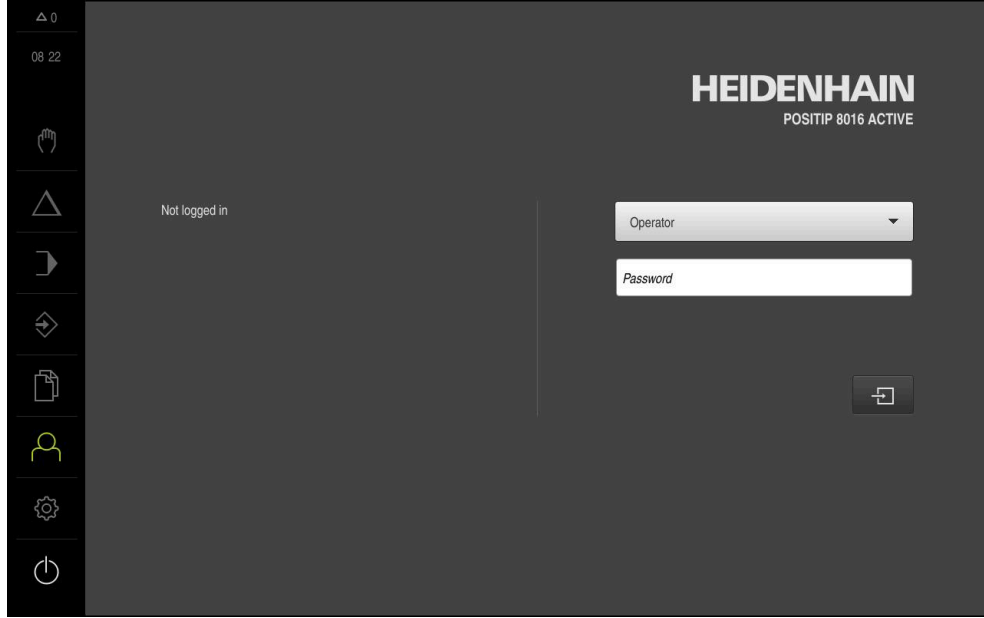 0
08 22
HEIDENHAIN
POSITIP 8016 ACTIVE
Not logged in
Operator
Password